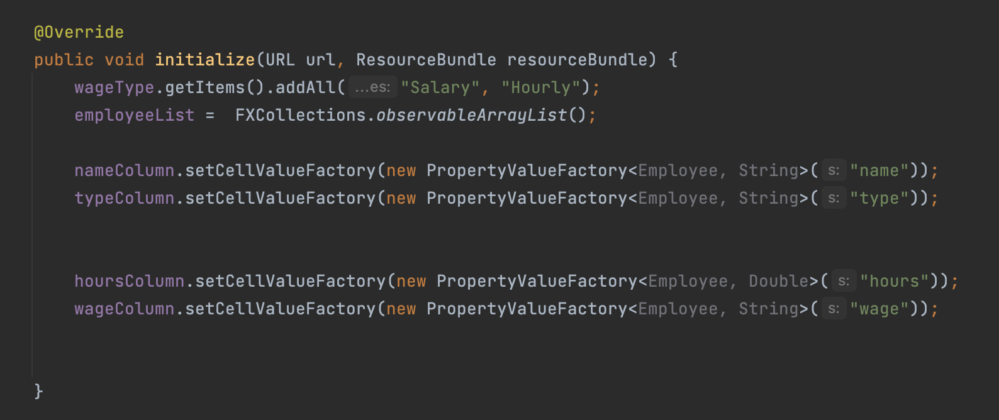 @Override
public void initialize(URL url, ResourceBundle resourceBundle) {
wageType.getItems().addAll( ...es: "Salary", "Hourly");
employeeList =  FXCollections.observableArrayList();
nameColumn.setCellValueFactory(new PropertyValueFactory<Employee, String>( s: "name"));
typeColumn.setCellValueFactory(new PropertyValueFactory<Employee, String>( s: "type"));
hoursColumn.setCellValueFactory(new PropertyValueFactory<Employee, Double>( s: "hours"));
wageColumn.setCellValueFactory(new PropertyValueFactory<Employee, String>( s: "wage"));
}